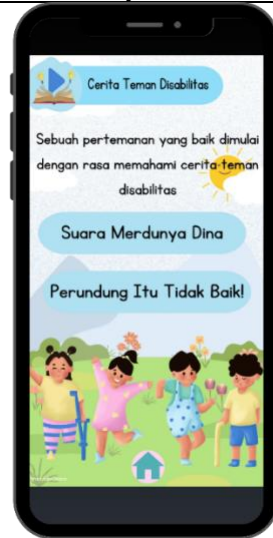 Cerita Teman Disabilitas
Sebuah pertemanan yang baik dimulai
dengan rasa memahami cerita teman
disabilitas
Suara Merdunya Dina
Perundung Itu Tidak Baik!